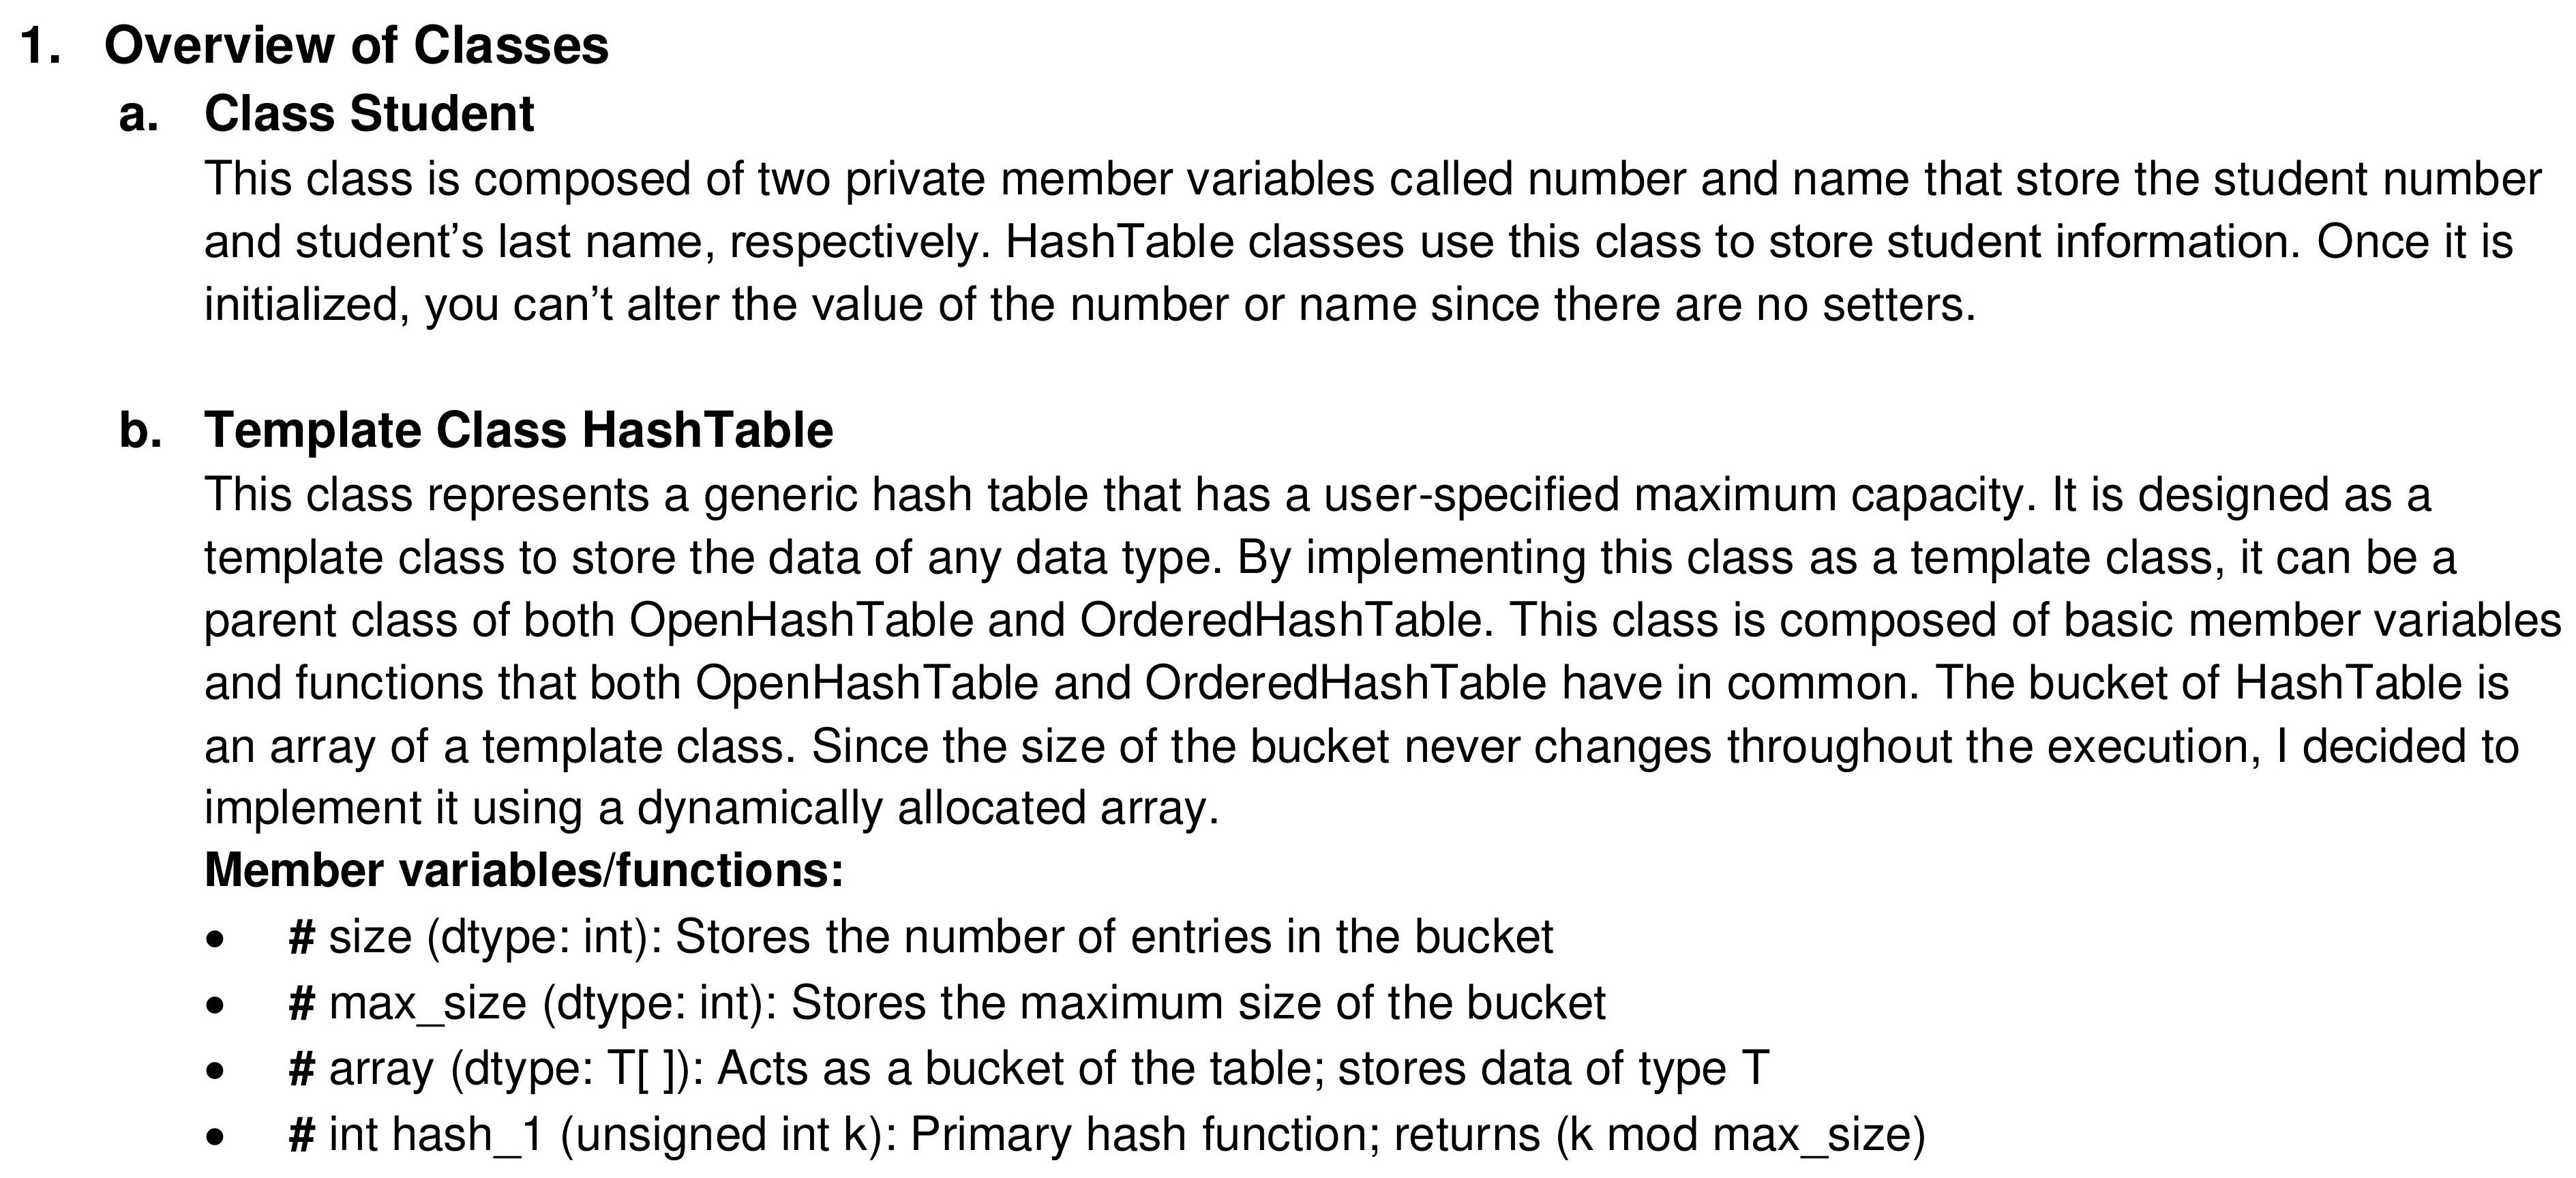 1. Overview of Classes
a. Class Student
This class is composed of two private member variables called number and name that store the student number
and student’s last name, respectively. HashTable classes use this class to store student information. Once it is
initialized, you can’t alter the value of the number or name since there are no setters.
b. Template Class HashTable
This class represents a generic hash table that has a user-specified maximum capacity. It is designed as a
template class to store the data of any data type. By implementing this class as a template class, it can be a
parent class of both OpenHashTable and OrderedHashTable. This class is composed of basic member variables
and functions that both OpenHashTable and OrderedHashTable have in common. The bucket of HashTable is
an array of a template class. Since the size of the bucket never changes throughout the execution, I decided to
implement it using a dynamically allocated array.
Member variables/functions:
• # size (dtype: int): Stores the number of entries in the bucket
• # max_size (dtype: int): Stores the maximum size of the bucket
• # array (dtype: T[ ]): Acts as a bucket of the table; stores data of type T
• # int hash_1 (unsigned int k): Primary hash function; returns (k mod max_size)